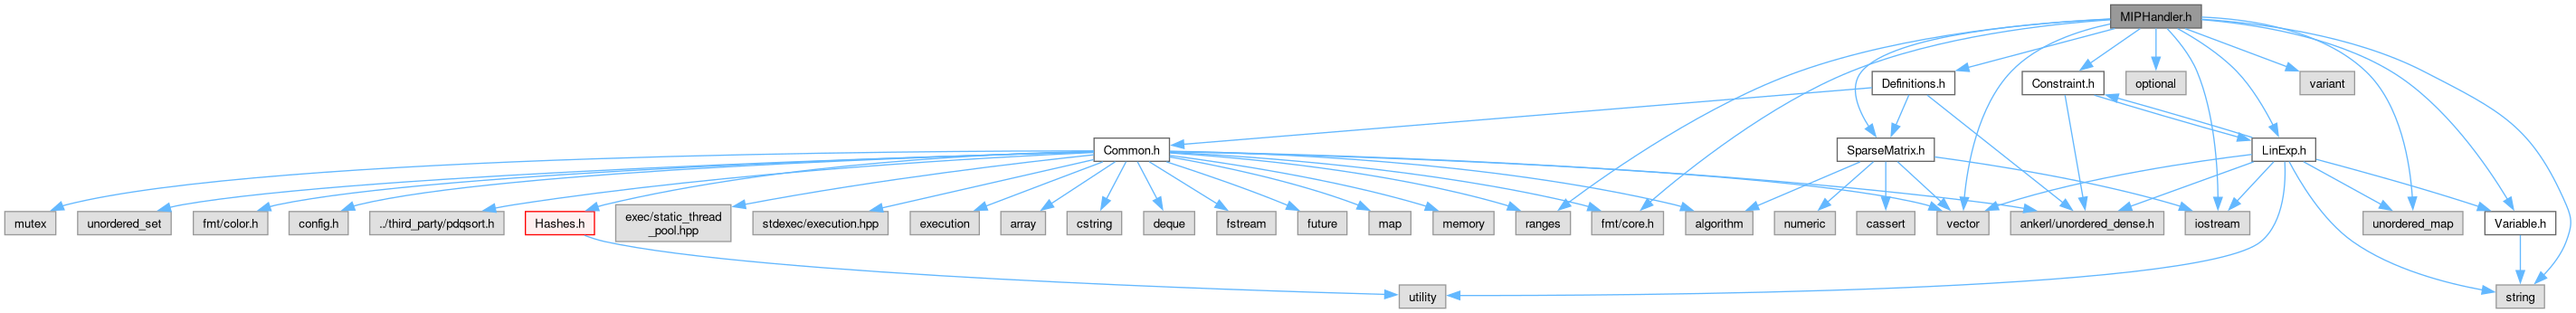 MIPHandler.h
Definitions.h
Constraint.h
optional
variant
Common.h
SparseMatrix.h
LinExp.h
mutex
unordered_set
fmt/color.h
config.h
../third_party/pdqsort.h
Hashes.h
exec/static_thread
_pool.hpp
stdexec/execution.hpp
execution
array
cstring
deque
fstream
future
map
memory
ranges
fmt/core.h
algorithm
numeric
cassert
vector
ankerl/unordered_dense.h
iostream
unordered_map
Variable.h
utility
string